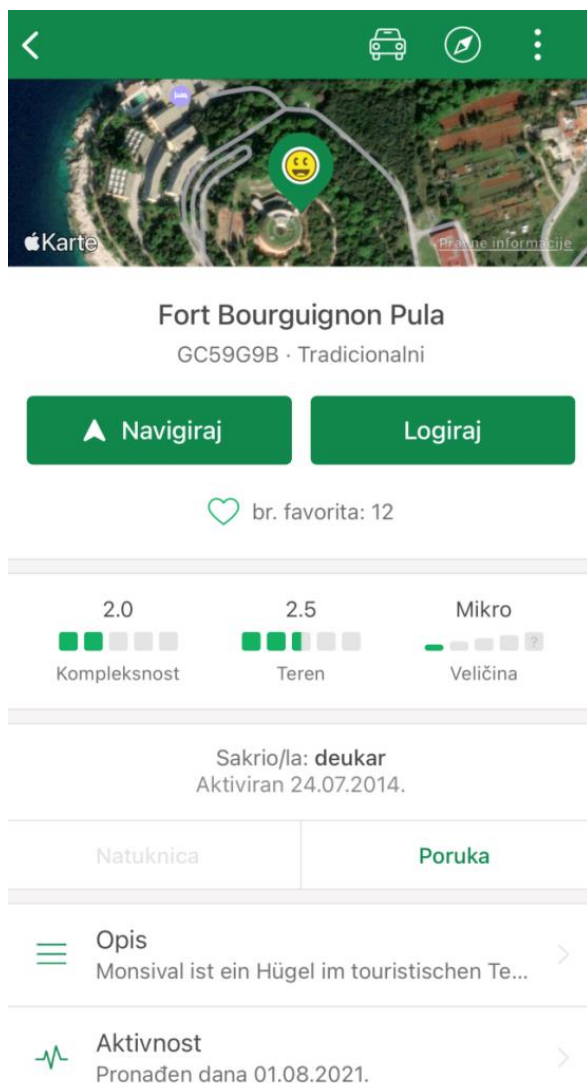 Karte
Pravne informacije
Fort Bourguignon Pula
GC59G9B · Tradicionalni
Navigiraj
Logiraj
br. favorita: 12
2.0
2.5
Mikro
?
Kompleksnost
Teren
Veličina
Sakrio/la: deukar
Aktiviran 24.07.2014.
Natuknica
Poruka
Opis
Monsival ist ein Hügel im touristischen Te...
Aktivnost
Pronađen dana 01.08.2021.